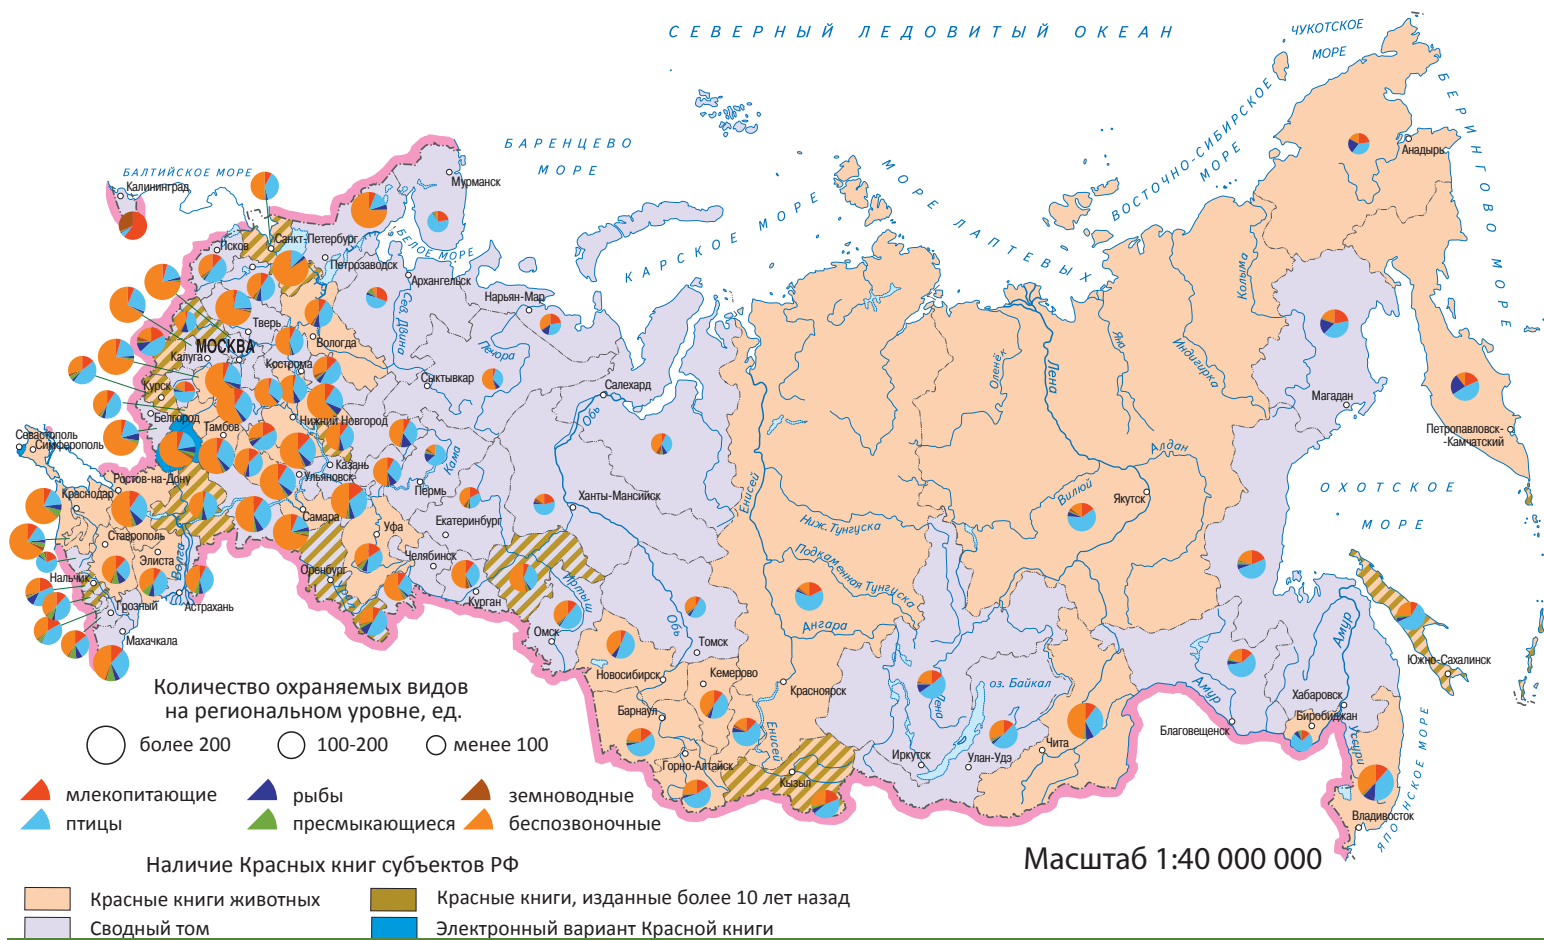 СЕВЕРНЫЙ ЛЕДОВИТЫЙ ОКЕАН
ЧУКОТСКОЕ
МОРЕ
БЕРИНГОВО МОРЕ
ВОСТОЧНО-СИБИРСКОЕ
МОРЕ
БАРЕНЦЕВО
МОРЕ
МОРЕ ЛАПТЕВЫХ
КАРСКОЕ МОРЕ
БАЛТИЙСКОЕ МОРЕ
Калининград
Мурманск
Анадырь
Псков
Санкт-Петербург
БЕЛОЕ МОРЕ
Петрозаводск
Архангельск
Нарьян-Мар
Сев. Двина
Печора
Колыма
Индигирка
Яна
Оленёк
Лена
Тверь
МОСКВА
Вологда
Калуга
Кострома
Сыктывкар
Салехард
Обь
Магадан
Курск
Белгород
Нижний Новгород
Тамбов
Петропавловск-
-Камчатский
Севастополь
Симферополь
Кама
Казань
Ульяновск
Пермь
Ханты-Мансийск
Енисей
Алдан
Вилюй
Якутск
ОХОТСКОЕ
МОРЕ
Ростов-на-Дону
Краснодар
Самара
Уфа
Екатеринбург
Ниж.Тунгуска
Ставрополь
Элиста
Волга
Челябинск
Подкаменная Тунгуска
Нальчик
Оренбург
Урал
Курган
Иртыш
Грозный
Астрахань
Махачкала
Омск
Обь
Томск
Ангара
Амур
Южно-Сахалинск
Новосибирск
Кемерово
Красноярск
Лена
оз. Байкал
Амур
Хабаровск
Биробиджан
Барнаул
Енисей
Благовещенск
Уссури
Горно-Алтайск
Кызыл
Иркутск
Улан-Удэ
Чита
Владивосток
ЯПОНСКОЕ МОРЕ
Количество охраняемых видов
на региональном уровне, ед.
более 200
100-200
менее 100
млекопитающие
рыбы
земноводные
птицы
пресмыкающиеся
беспозвоночные
Масштаб 1:40 000 000
Наличие Красных книг субъектов РФ
Красные книги животных
Красные книги, изданные более 10 лет назад
Сводный том
Электронный вариант Красной книги